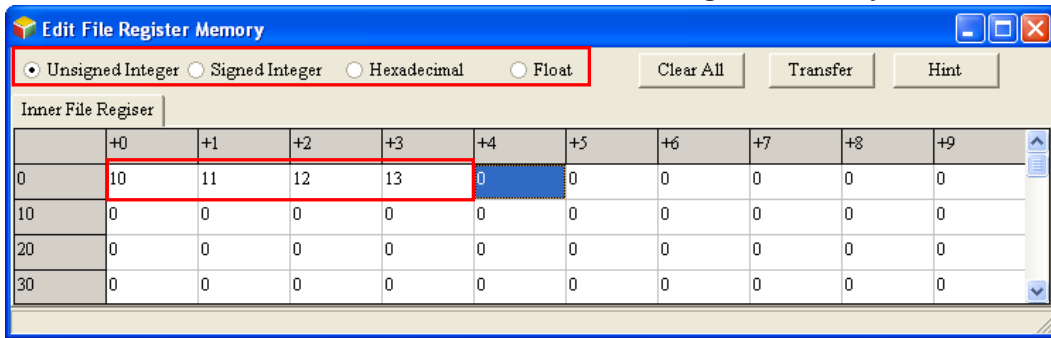 Edit File Register Memory
Unsigned Integer Signed Integer Hexadecimal Float Clear All Transfer Hint
Inner File Regiser
+0 +1 +2 +3 +4 +5 +6 +7 +8 +9
0 10 11 12 13 0 0 0 0 0 0
10 0 0 0 0 0 0 0 0 0 0
20 0 0 0 0 0 0 0 0 0 0
30 0 0 0 0 0 0 0 0 0 0